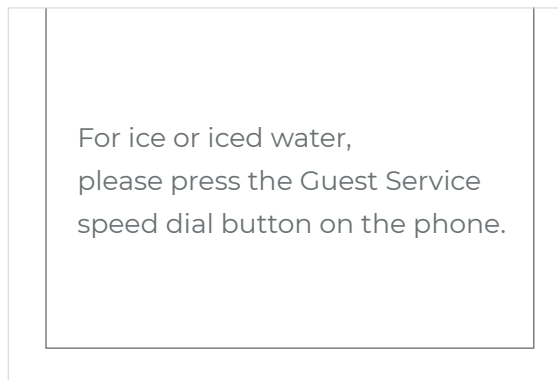 For ice or iced water,
please press the Guest Service
speed dial button on the phone.